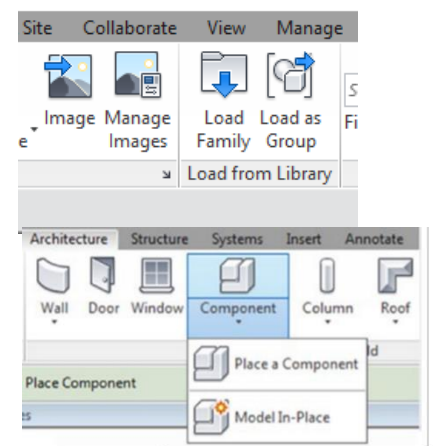 Site Collaborate View Manage
Image Manage Images
Load Family
Load as Group
Load from Library
Architecture Structure Systems Insert Annotate
Wall Door Window Component Column Roof
Place a Component
Place Component
Model In-Place